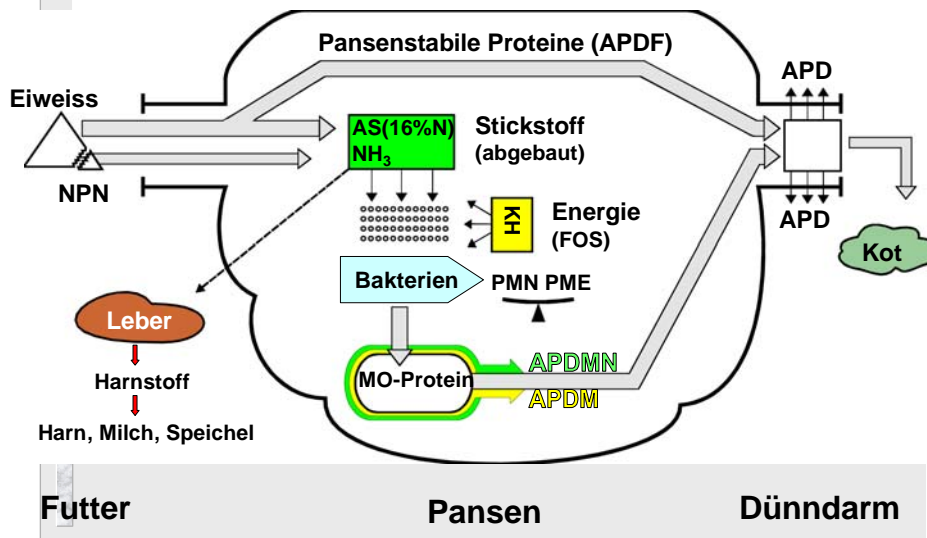 Pansenstabile Proteine (APDF)
APD
Eiweiss
AS(16%N)
NH3
Stickstoff
(abgebaut)
NPN
APD
KH
Energie
(FOS)
Kot
Bakterien
PMN PME
Leber
MO-Protein
APDMN
APDM
Harnstoff
Harn, Milch, Speichel
Futter
Pansen
Dünndarm